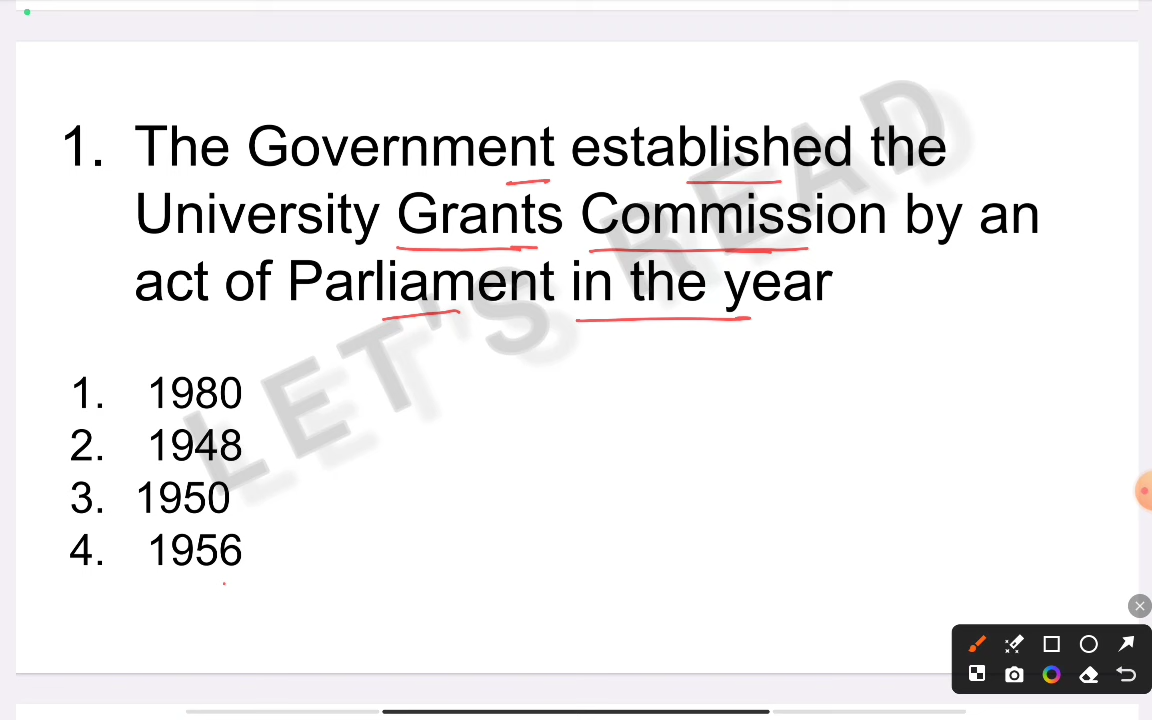 1. The Government established the
University Grants Commission by an
act of Parliament in the year
LET'S READ
1. 1980
2. 1948
3. 1950
4. 1956